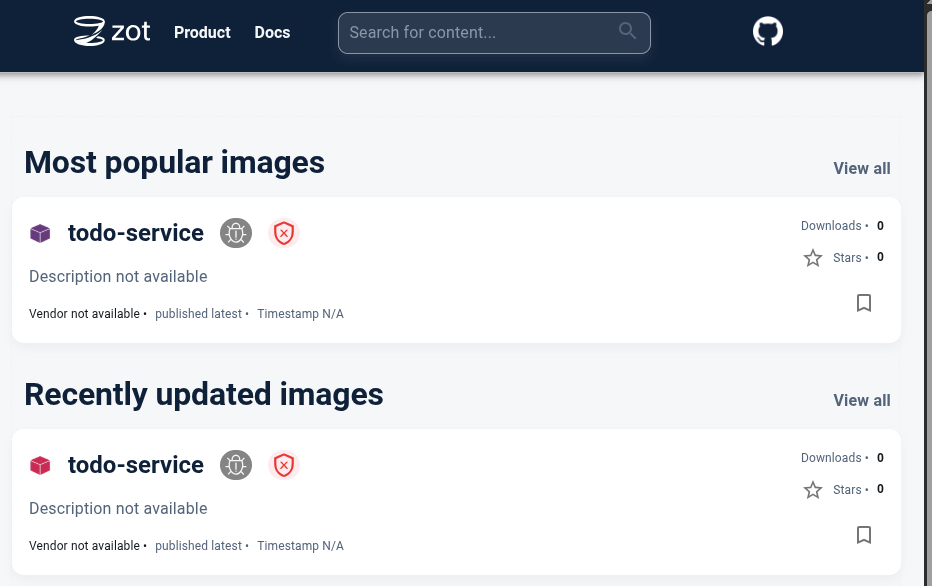 zot Product Docs Search for content...
Most popular images View all
todo-service Downloads • 0
Stars • 0
Description not available
Vendor not available • published latest • Timestamp N/A
Recently updated images View all
todo-service Downloads • 0
Stars • 0
Description not available
Vendor not available • published latest • Timestamp N/A